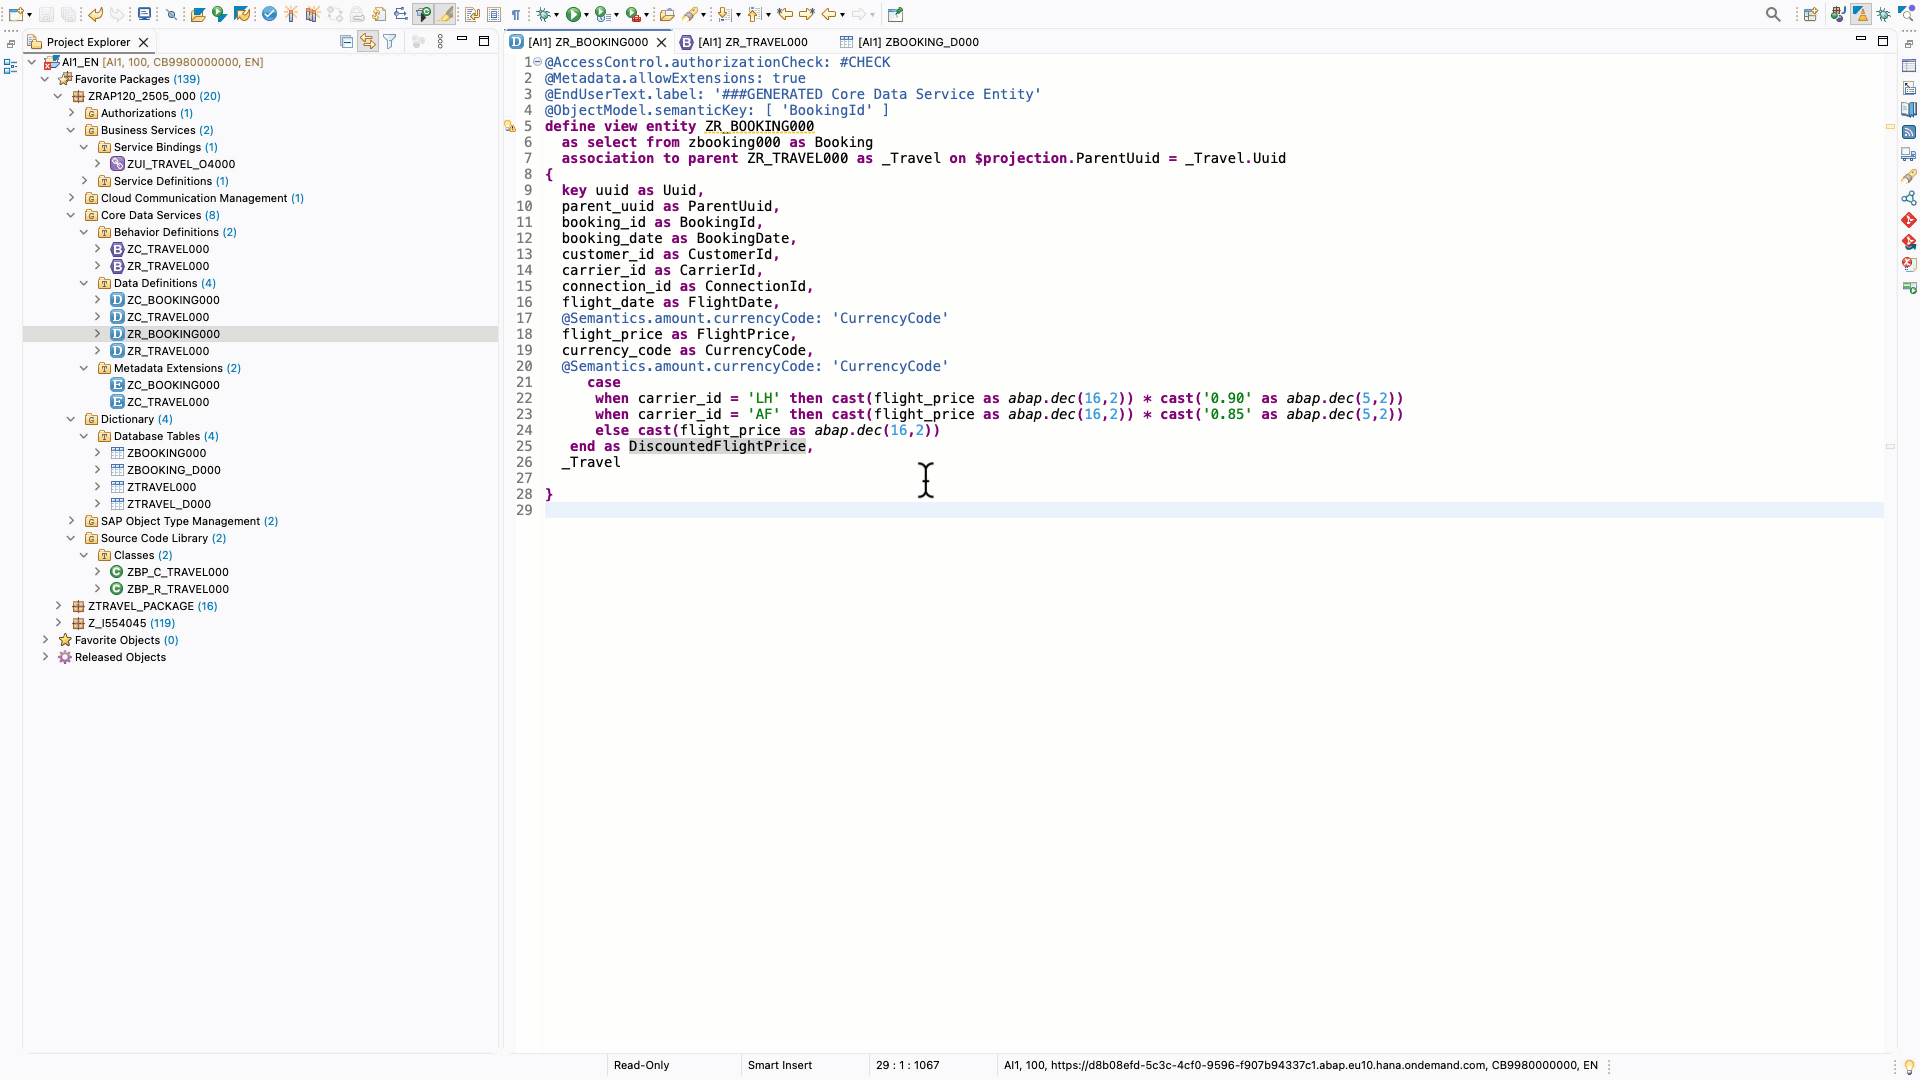 Project Explorer
AI1_EN [AI1, 100, CB9980000000, EN]
Favorite Packages (139)
ZRAP120_2505_000 (20)
Authorizations (1)
Business Services (2)
Service Bindings (1)
ZUI_TRAVEL_O4000
Service Definitions (1)
Cloud Communication Management (1)
Core Data Services (8)
Behavior Definitions (2)
ZC_TRAVEL000
ZR_TRAVEL000
Data Definitions (4)
ZC_BOOKING000
ZC_TRAVEL000
ZR_BOOKING000
ZR_TRAVEL000
Metadata Extensions (2)
ZC_BOOKING000
ZC_TRAVEL000
Dictionary (4)
Database Tables (4)
ZBOOKING000
ZBOOKING_D000
ZTRAVEL000
ZTRAVEL_D000
SAP Object Type Management (2)
Source Code Library (2)
Classes (2)
ZBP_C_TRAVEL000
ZBP_R_TRAVEL000
ZTRAVEL_PACKAGE (16)
Z_I554045 (119)
Favorite Objects (0)
Released Objects
[AI1] ZR_BOOKING000 [AI1] ZR_TRAVEL000 [AI1] ZBOOKING_D000
1 @AccessControl.authorizationCheck: #CHECK
2 @Metadata.allowExtensions: true
3 @EndUserText.label: '###GENERATED Core Data Service Entity'
4 @ObjectModel.semanticKey: [ 'BookingId' ]
5 define view entity ZR_BOOKING000
6 as select from zbooking000 as Booking
7 association to parent ZR_TRAVEL000 as _Travel on $projection.ParentUuid = _Travel.Uuid
8 {
9 key uuid as Uuid,
10 parent_uuid as ParentUuid,
11 booking_id as BookingId,
12 booking_date as BookingDate,
13 customer_id as CustomerId,
14 carrier_id as CarrierId,
15 connection_id as ConnectionId,
16 flight_date as FlightDate,
17 @Semantics.amount.currencyCode: 'CurrencyCode'
18 flight_price as FlightPrice,
19 currency_code as CurrencyCode,
20 @Semantics.amount.currencyCode: 'CurrencyCode'
21 case
22 when carrier_id = 'LH' then cast(flight_price as abap.dec(16,2)) * cast('0.90' as abap.dec(5,2))
23 when carrier_id = 'AF' then cast(flight_price as abap.dec(16,2)) * cast('0.85' as abap.dec(5,2))
24 else cast(flight_price as abap.dec(16,2))
25 end as DiscountedFlightPrice,
26 _Travel
27
28 }
29
Read-Only Smart Insert 29 : 1 : 1067 AI1, 100, https://d8b08efd-5c3c-4cf0-9596-f907b94337c1.abap.eu10.hana.ondemand.com, CB9980000000, EN